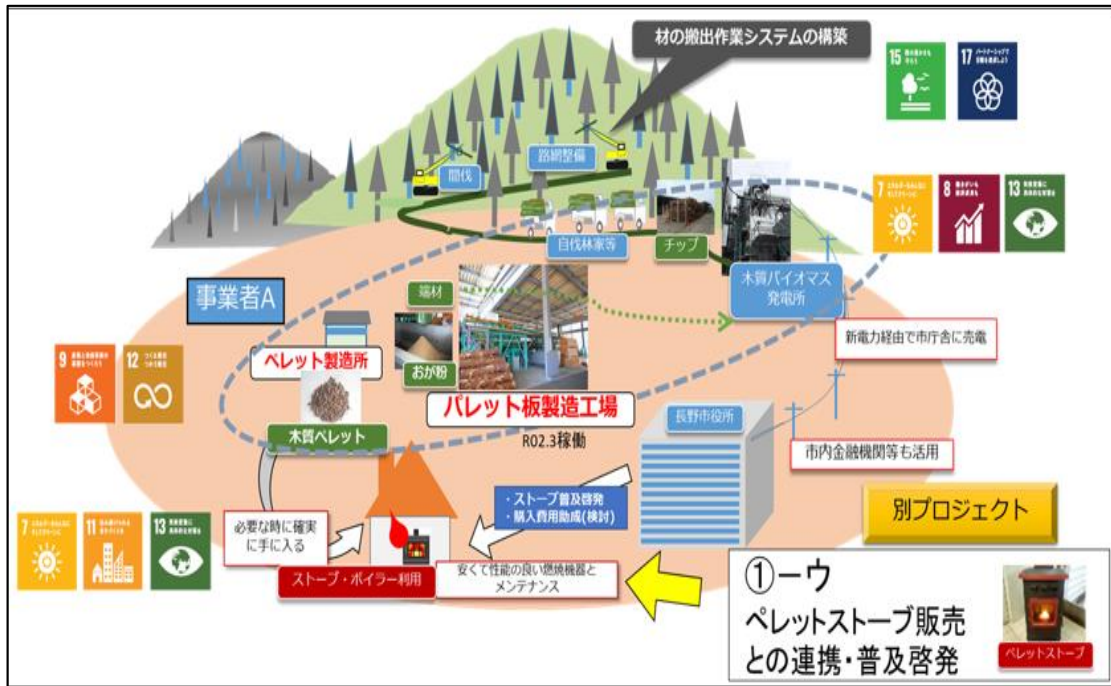 材の搬出作業システムの構築
15
17
間伐
路網整備
7
8
13
自伐林家等
チップ
木質バイオマス
発電所
事業者A
端材
新電力経由で市庁舎に売電
9
12
ペレット製造所
おが粉
パレット板製造工場
R02.3稼働
長野市役所
木質ペレット
市内金融機関等も活用
・ストーブ普及啓発
・購入費用助成(検討)
別プロジェクト
7
11
13
必要な時に確実
に手に入る
ストーブ・ボイラー利用
安くて性能の良い燃焼機器と
メンテナンス
①ーウ
ペレットストーブ販売
との連携・普及啓発
ペレットストーブ